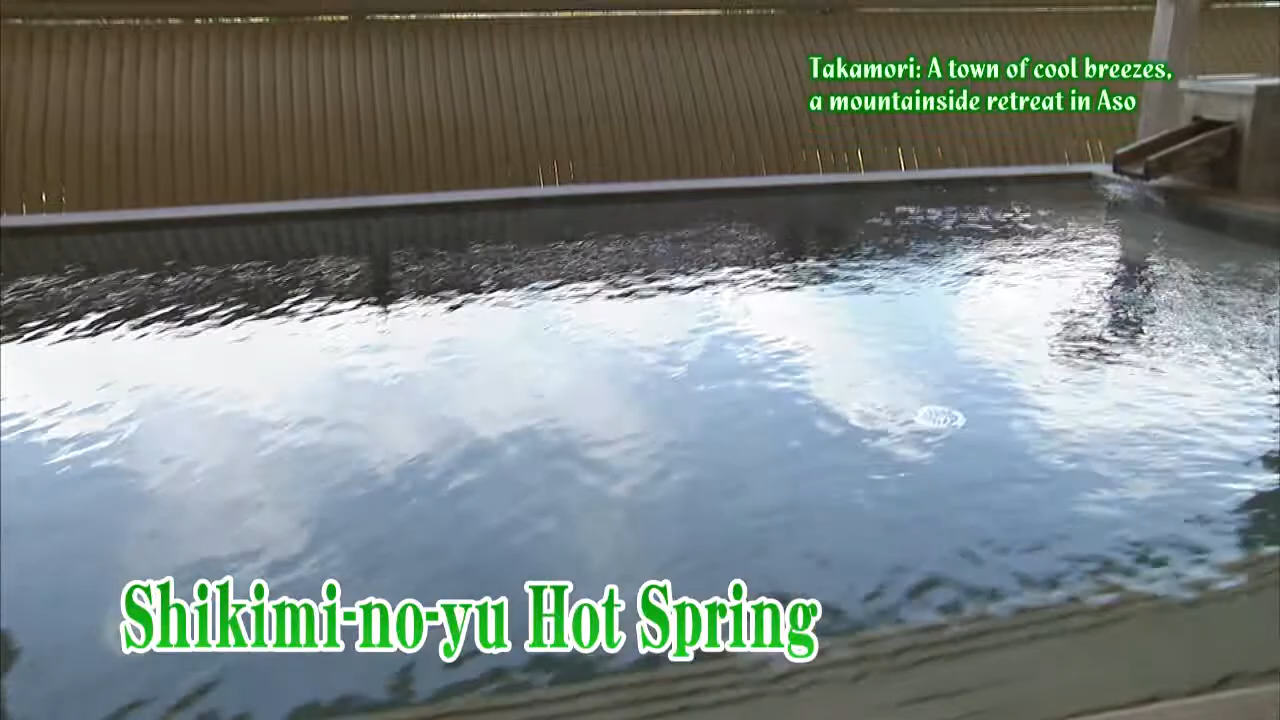 Takamori: A town of cool breezes,
a mountainside retreat in Aso
Shikimi-no-yu Hot Spring